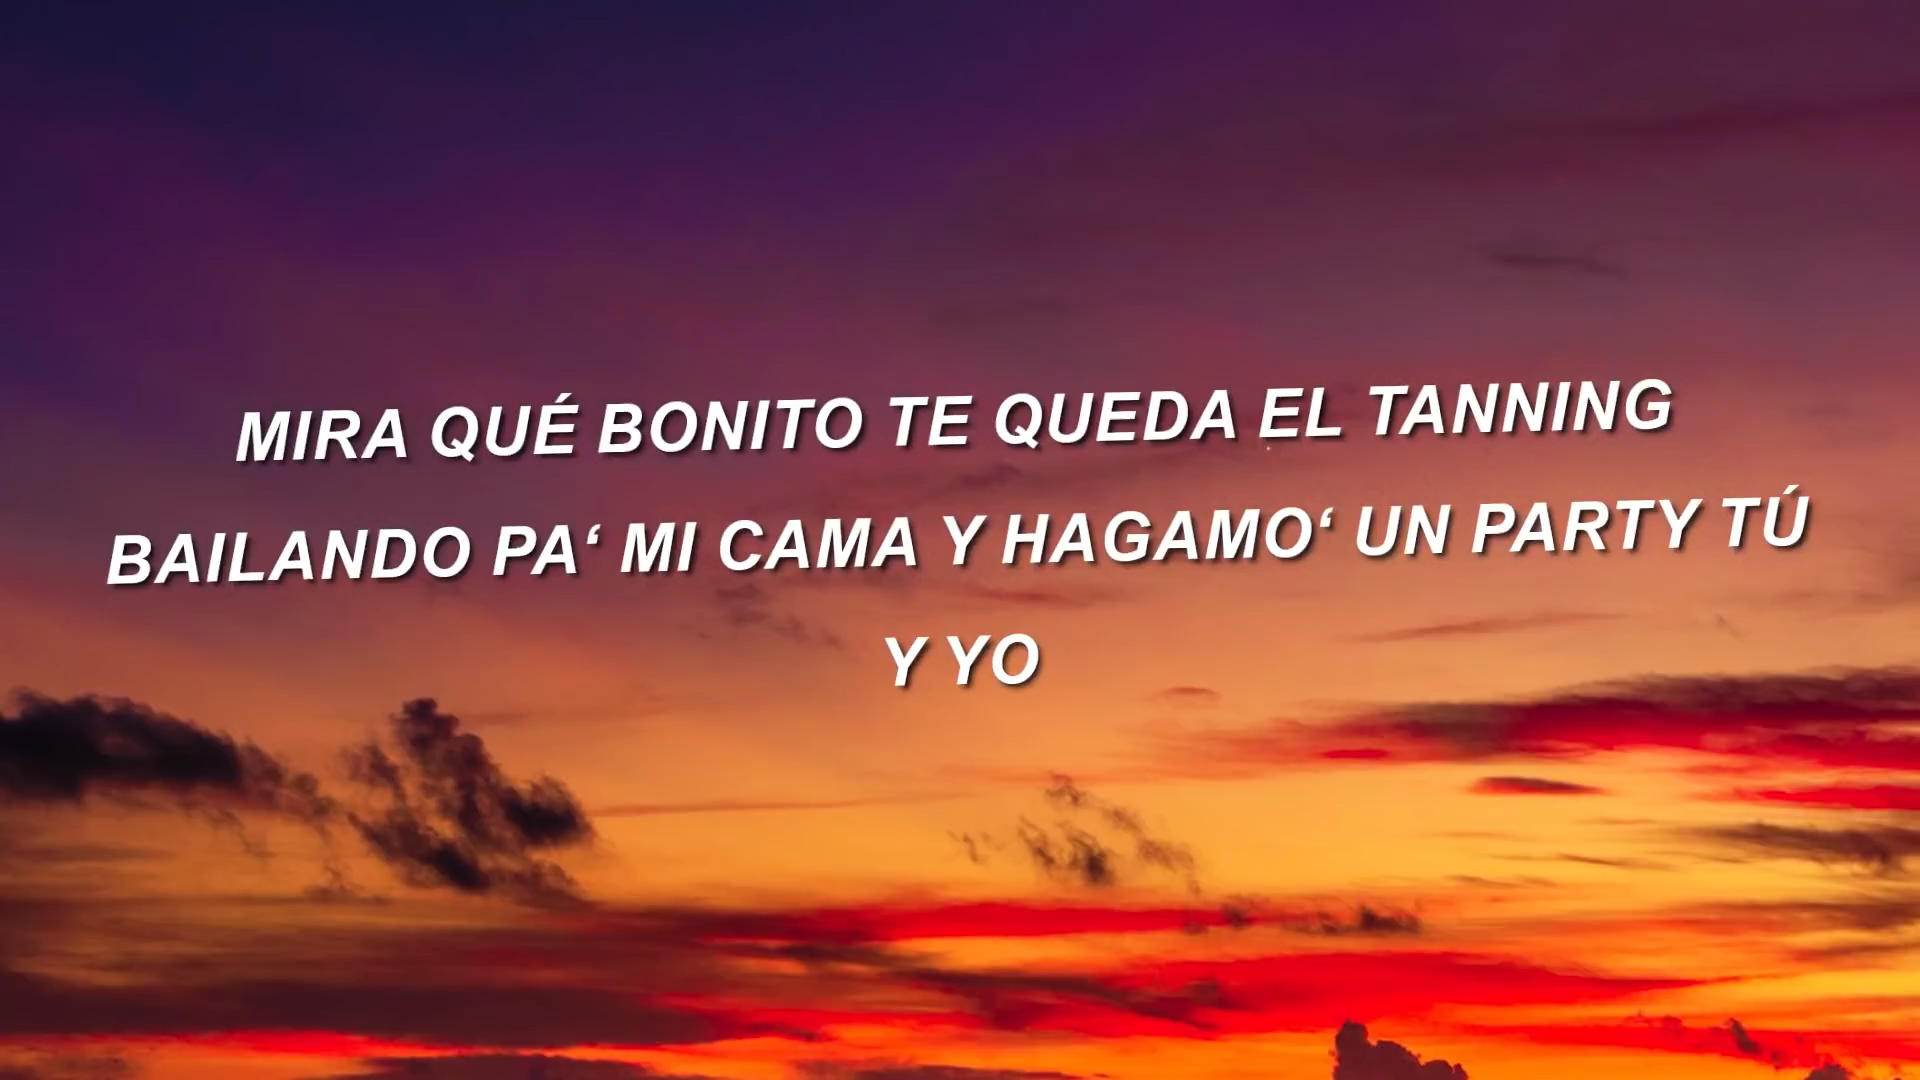 MIRA QUÉ BONITO TE QUEDA EL TANNING
BAILANDO PA‘ MI CAMA Y HAGAMO‘ UN PARTY TÚ
Y YO